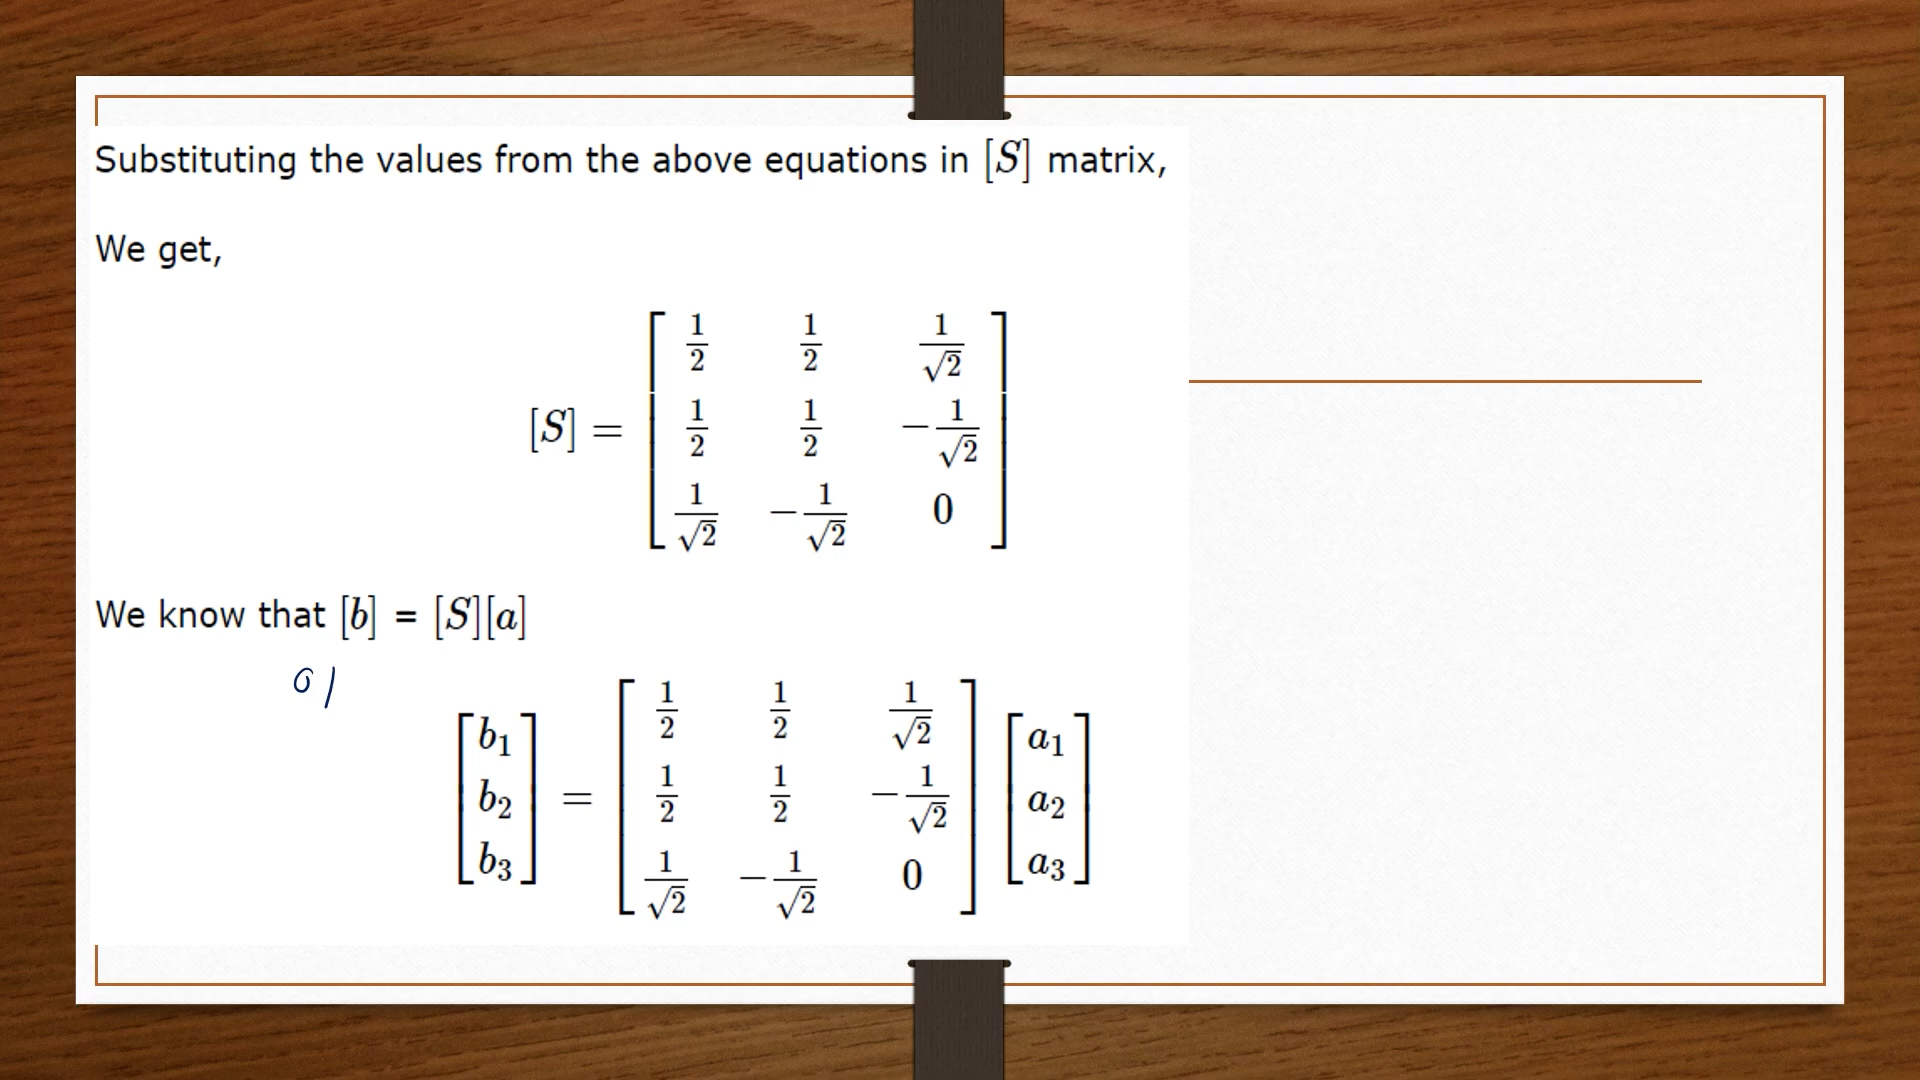 Substituting the values from the above equations in [S] matrix,
We get,
[S] = [ 1/2 1/2 1/√2 ]
[ 1/2 1/2 −1/√2 ]
[ 1/√2 −1/√2 0 ]
We know that [b] = [S][a]
[ b₁ ] = [ 1/2 1/2 1/√2 ] [ a₁ ]
[ b₂ ] [ 1/2 1/2 −1/√2 ] [ a₂ ]
[ b₃ ] [ 1/√2 −1/√2 0 ] [ a₃ ]